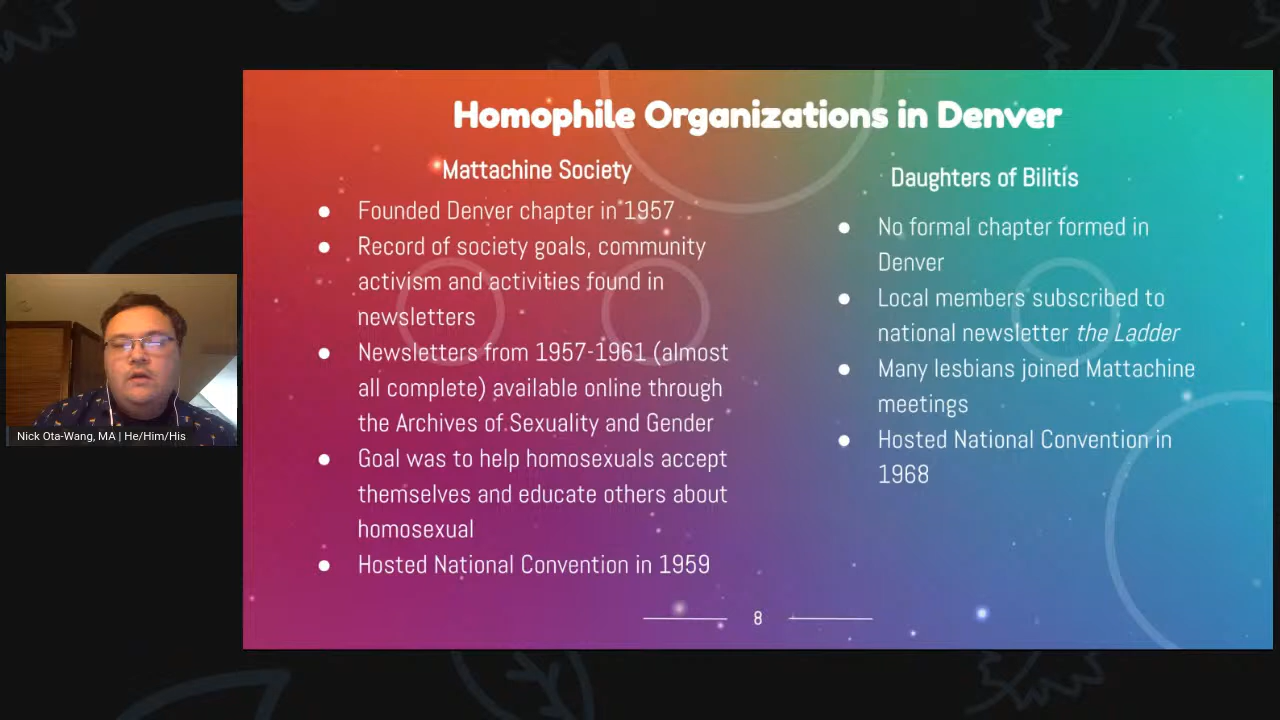 Homophile Organizations in Denver
Mattachine Society
● Founded Denver chapter in 1957
● Record of society goals, community
activism and activities found in
newsletters
● Newsletters from 1957-1961 (almost
all complete) available online through
the Archives of Sexuality and Gender
● Goal was to help homosexuals accept
themselves and educate others about
homosexual
● Hosted National Convention in 1959
Daughters of Bilitis
● No formal chapter formed in
Denver
● Local members subscribed to
national newsletter the Ladder
● Many lesbians joined Mattachine
meetings
● Hosted National Convention in
1968
8
Nick Ota-Wang, MA | He/Him/His